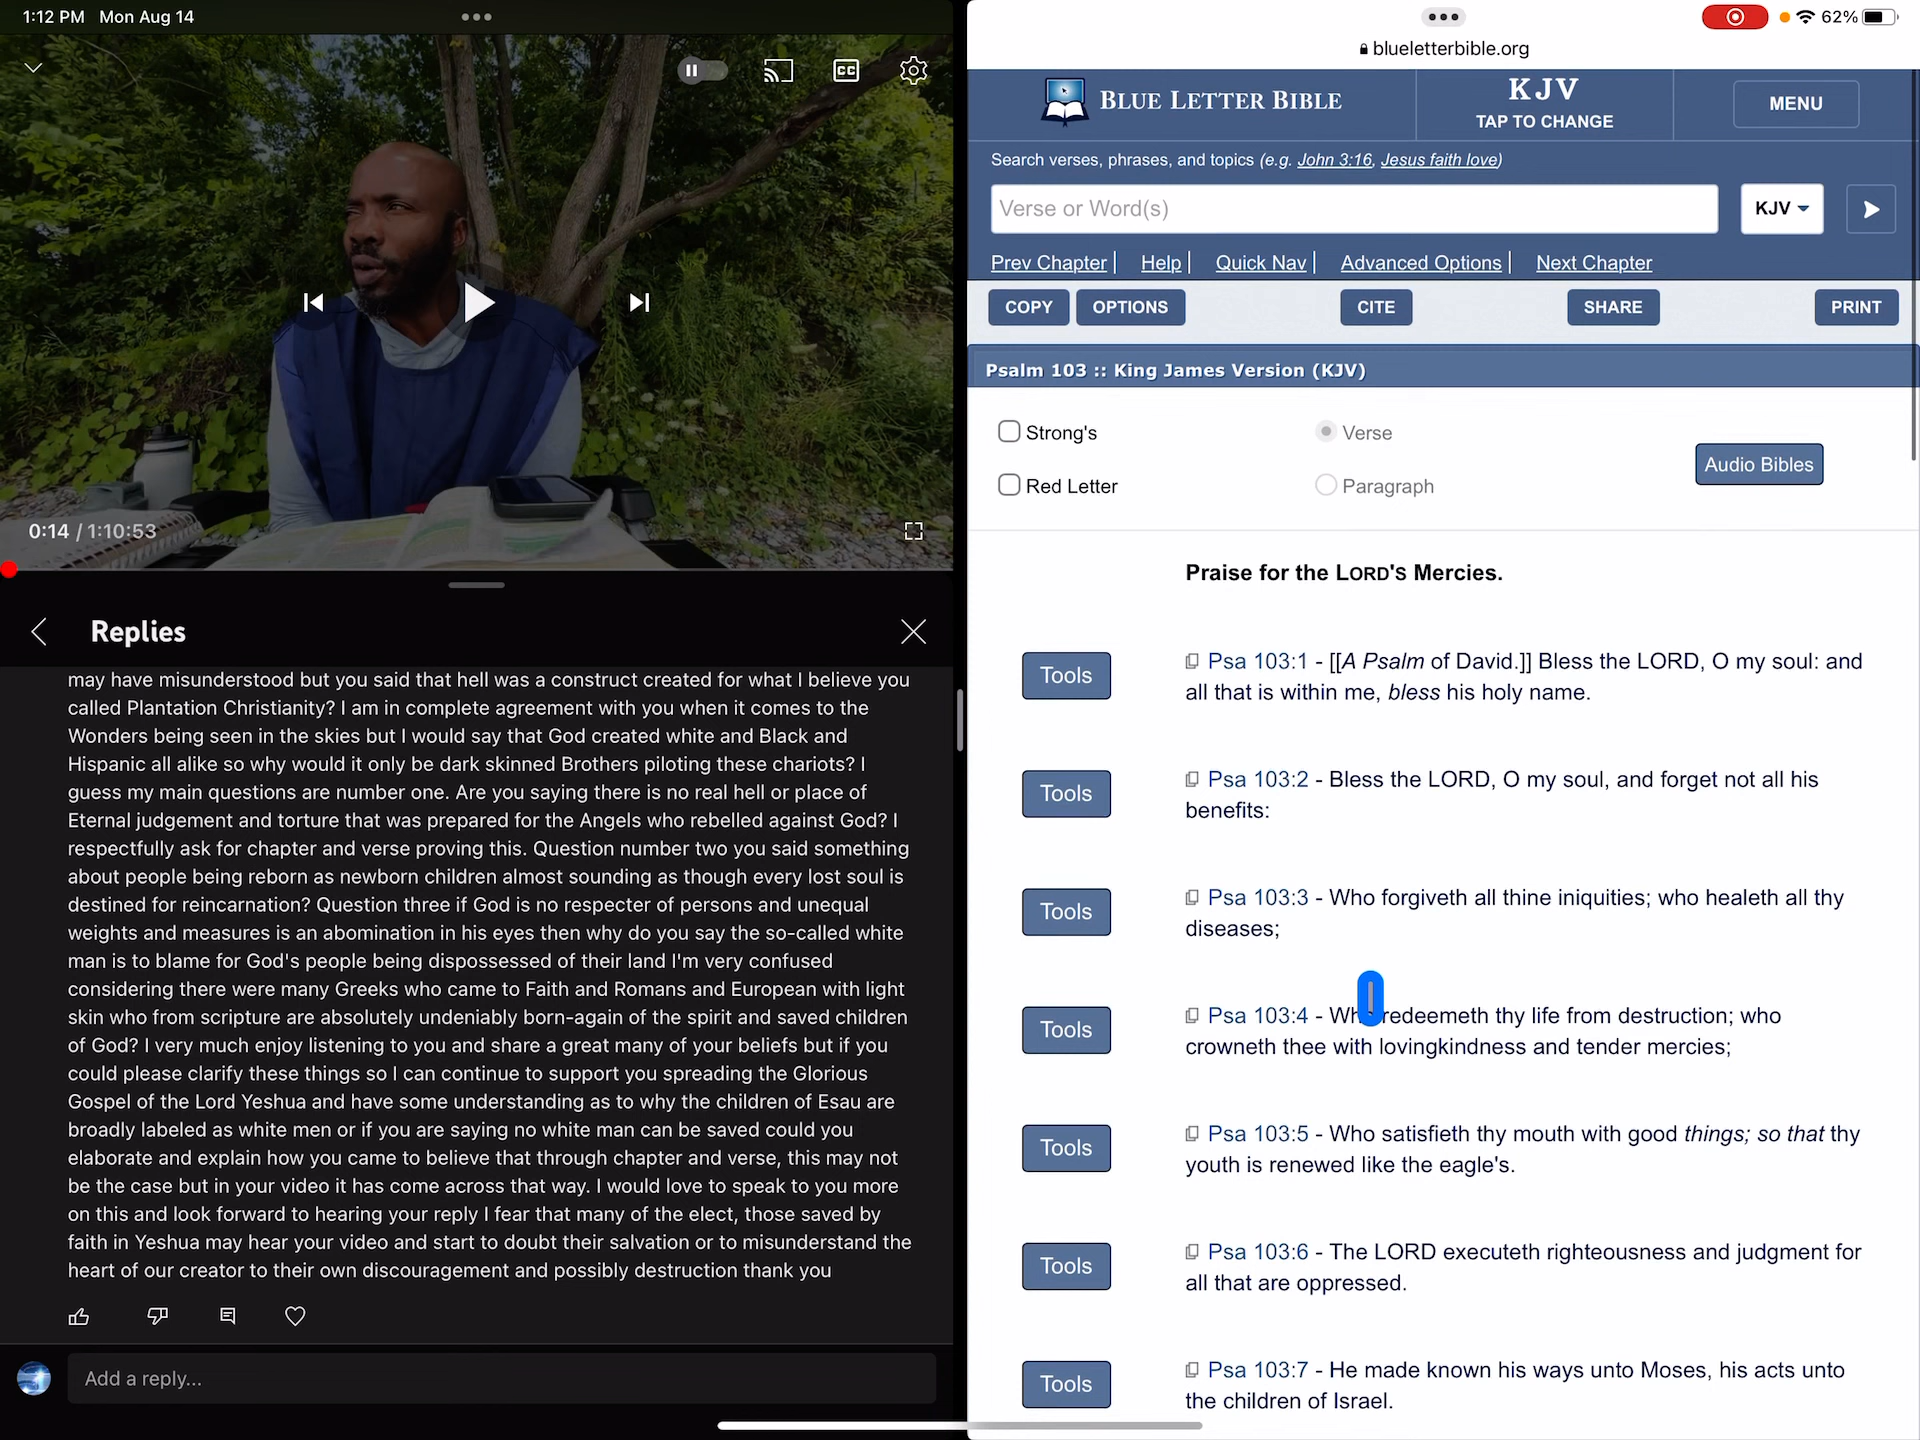 1:12 PM Mon Aug 14
CC
0:14 / 1:10:53
Replies
may have misunderstood but you said that hell was a construct created for what I believe you
called Plantation Christianity? I am in complete agreement with you when it comes to the
Wonders being seen in the skies but I would say that God created white and Black and
Hispanic all alike so why would it only be dark skinned Brothers piloting these chariots? I
guess my main questions are number one. Are you saying there is no real hell or place of
Eternal judgement and torture that was prepared for the Angels who rebelled against God? I
respectfully ask for chapter and verse proving this. Question number two you said something
about people being reborn as newborn children almost sounding as though every lost soul is
destined for reincarnation? Question three if God is no respecter of persons and unequal
weights and measures is an abomination in his eyes then why do you say the so-called white
man is to blame for God's people being dispossessed of their land I'm very confused
considering there were many Greeks who came to Faith and Romans and European with light
skin who from scripture are absolutely undeniably born-again of the spirit and saved children
of God? I very much enjoy listening to you and share a great many of your beliefs but if you
could please clarify these things so I can continue to support you spreading the Glorious
Gospel of the Lord Yeshua and have some understanding as to why the children of Esau are
broadly labeled as white men or if you are saying no white man can be saved could you
elaborate and explain how you came to believe that through chapter and verse, this may not
be the case but in your video it has come across that way. I would love to speak to you more
on this and look forward to hearing your reply I fear that many of the elect, those saved by
faith in Yeshua may hear your video and start to doubt their salvation or to misunderstand the
heart of our creator to their own discouragement and possibly destruction thank you
Add a reply...
62%
blueletterbible.org
BLUE LETTER BIBLE
KJV
TAP TO CHANGE
MENU
Search verses, phrases, and topics (e.g. John 3:16, Jesus faith love)
Verse or Word(s)
KJV
Prev Chapter | Help | Quick Nav | Advanced Options | Next Chapter
COPY OPTIONS CITE SHARE PRINT
Psalm 103 :: King James Version (KJV)
Strong's Verse
Audio Bibles
Red Letter Paragraph
Praise for the LORD'S Mercies.
Tools
Psa 103:1 - [[A Psalm of David.]] Bless the LORD, O my soul: and
all that is within me, bless his holy name.
Tools
Psa 103:2 - Bless the LORD, O my soul, and forget not all his
benefits:
Tools
Psa 103:3 - Who forgiveth all thine iniquities; who healeth all thy
diseases;
Tools
Psa 103:4 - Who redeemeth thy life from destruction; who
crowneth thee with lovingkindness and tender mercies;
Tools
Psa 103:5 - Who satisfieth thy mouth with good things; so that thy
youth is renewed like the eagle's.
Tools
Psa 103:6 - The LORD executeth righteousness and judgment for
all that are oppressed.
Tools
Psa 103:7 - He made known his ways unto Moses, his acts unto
the children of Israel.